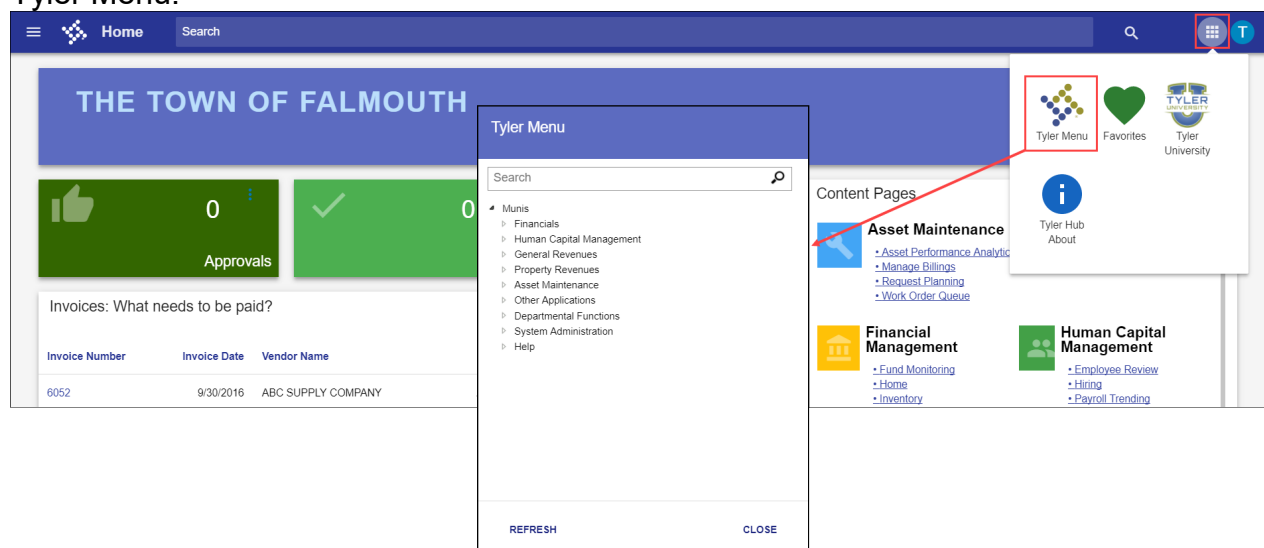 Tyler Menu.
Home
Search
T
THE TOWN OF FALMOUTH
Tyler Menu
Favorites
TYLER
UNIVERSITY
Tyler
University
Tyler Hub
About
0
Approvals
0
Invoices: What needs to be paid?
Invoice Number Invoice Date Vendor Name
6052 9/30/2016 ABC SUPPLY COMPANY
Tyler Menu
Search
Munis
Financials
Human Capital Management
General Revenues
Property Revenues
Asset Maintenance
Other Applications
Departmental Functions
System Administration
Help
REFRESH CLOSE
Content Pages
Asset Maintenance
• Asset Performance Analytic
• Manage Billings
• Request Planning
• Work Order Queue
Financial
Management
• Fund Monitoring
• Home
• Inventory
Human Capital
Management
• Employee Review
• Hiring
• Payroll Trending